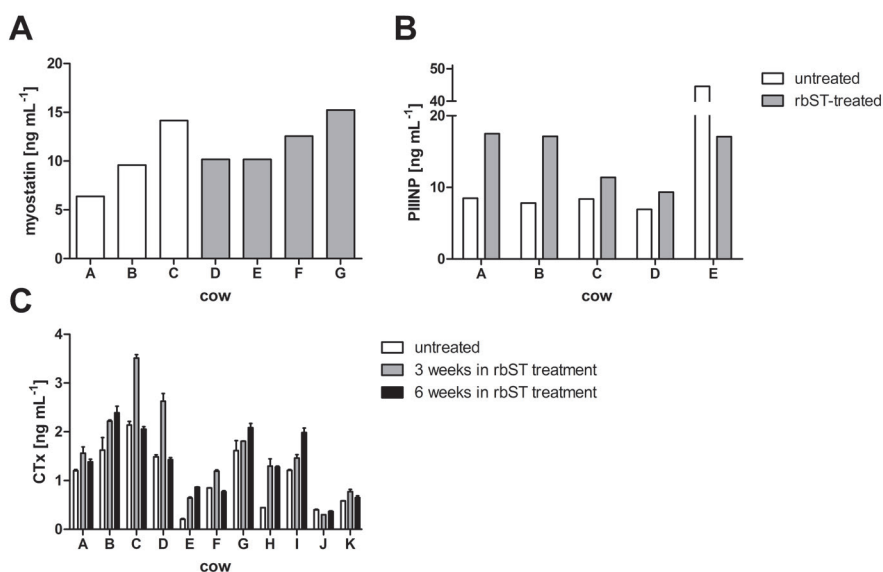 A
myostatin [ng mL⁻¹]
20
15
10
5
0
A B C D E F G
cow
B
PIIINP [ng mL⁻¹]
50
40
20
10
0
A B C D E
cow
untreated
rbST-treated
C
CTx [ng mL⁻¹]
4
3
2
1
0
A B C D E F G H I J K
cow
untreated
3 weeks in rbST treatment
6 weeks in rbST treatment